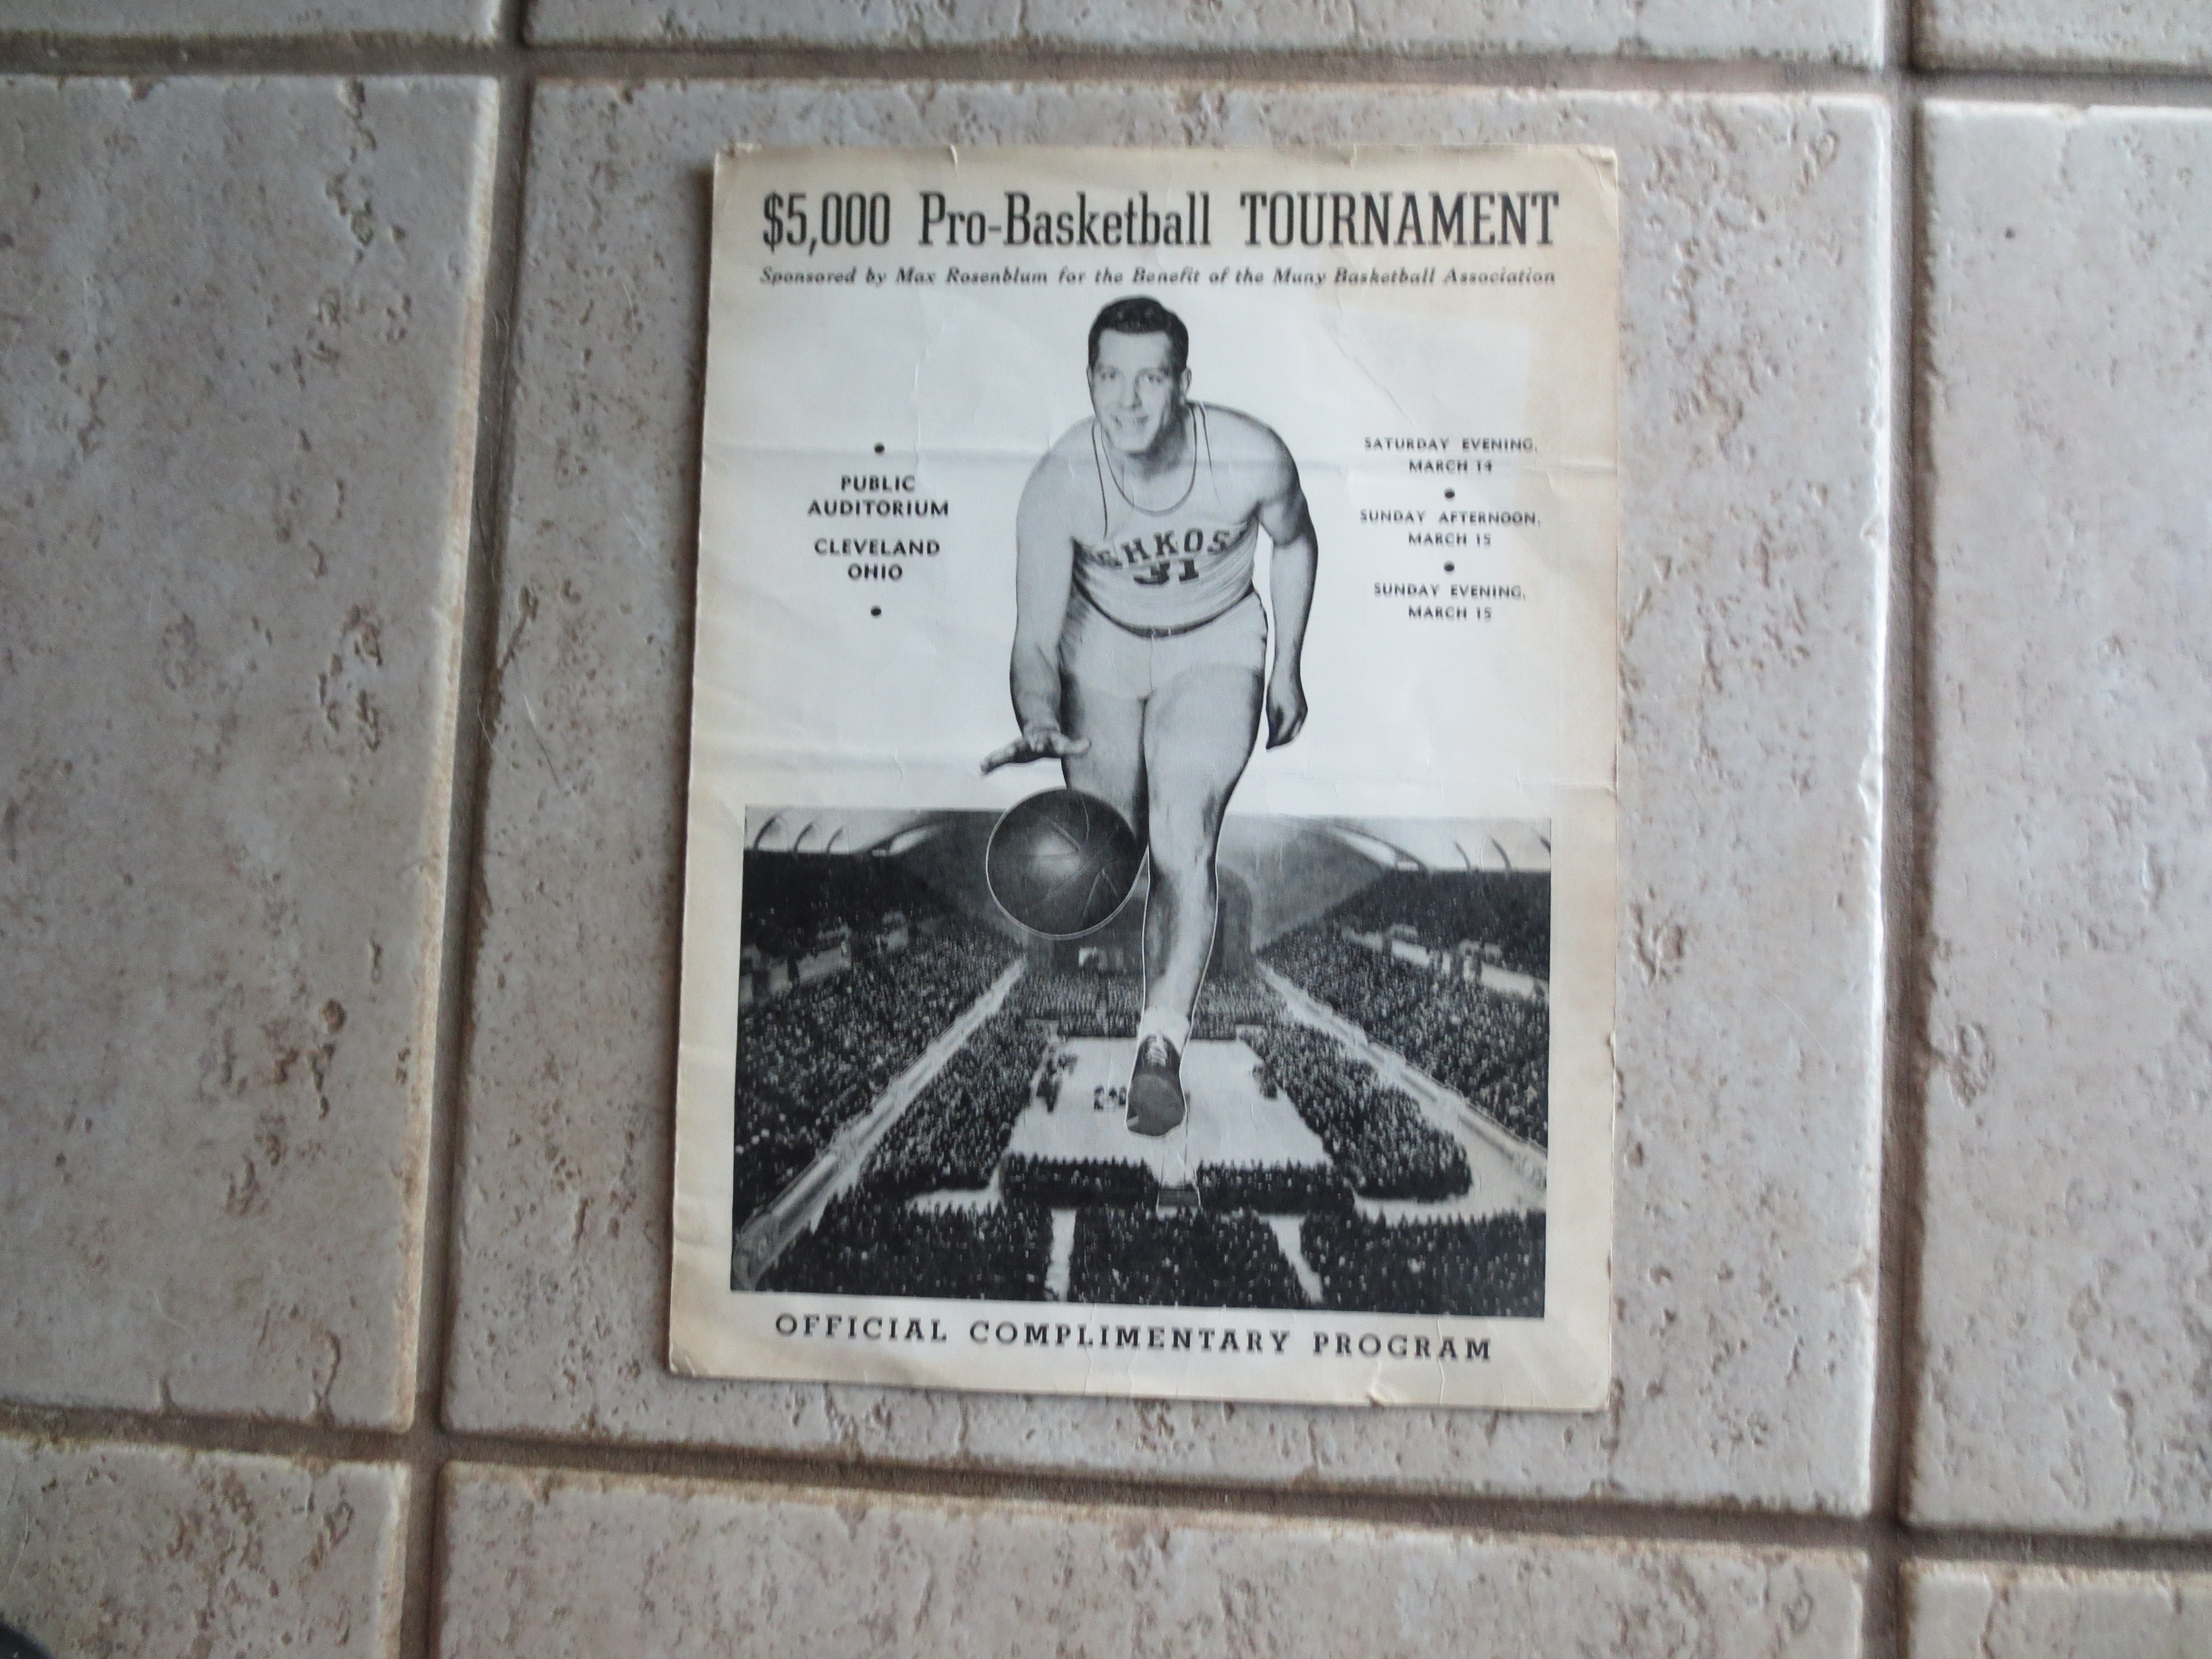 $5,000 Pro-Basketball TOURNAMENT
Sponsored by Max Rosenblum for the Benefit of the Muny Basketball Association
PUBLIC
AUDITORIUM
CLEVELAND
OHIO
SATURDAY EVENING,
MARCH 14
SUNDAY AFTERNOON,
MARCH 15
SUNDAY EVENING,
MARCH 15
SHKOS
31
OFFICIAL COMPLIMENTARY PROGRAM